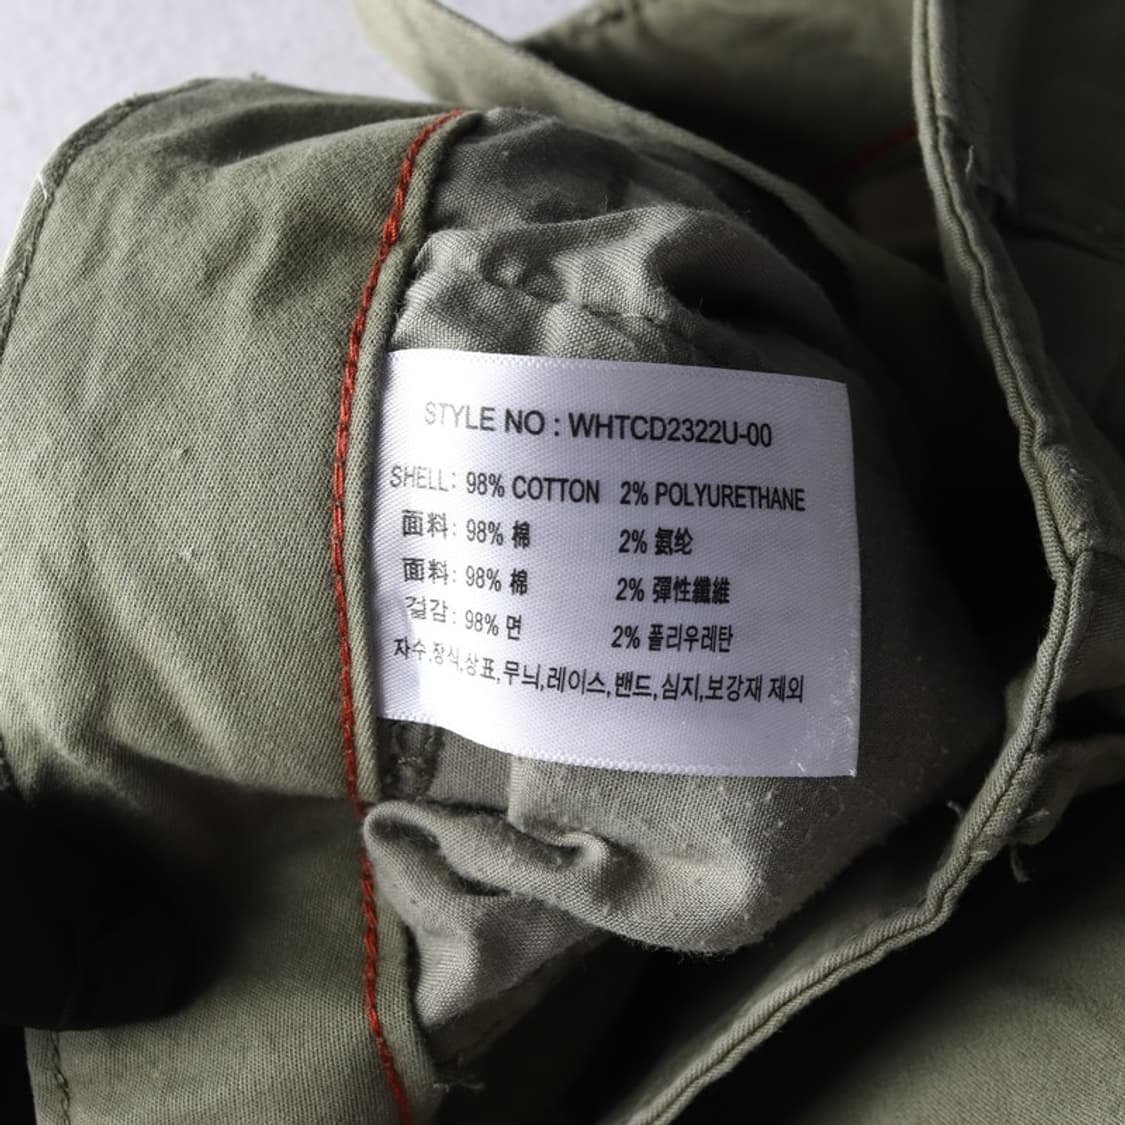 STYLE NO : WHTCD2322U-00
SHELL: 98% COTTON 2% POLYURETHANE
面料: 98% 棉 2% 氨纶
面料: 98% 棉 2% 彈性纖維
겉감: 98% 면 2% 폴리우레탄
자수,장식,상표,무늬,레이스,밴드,심지,보강재 제외